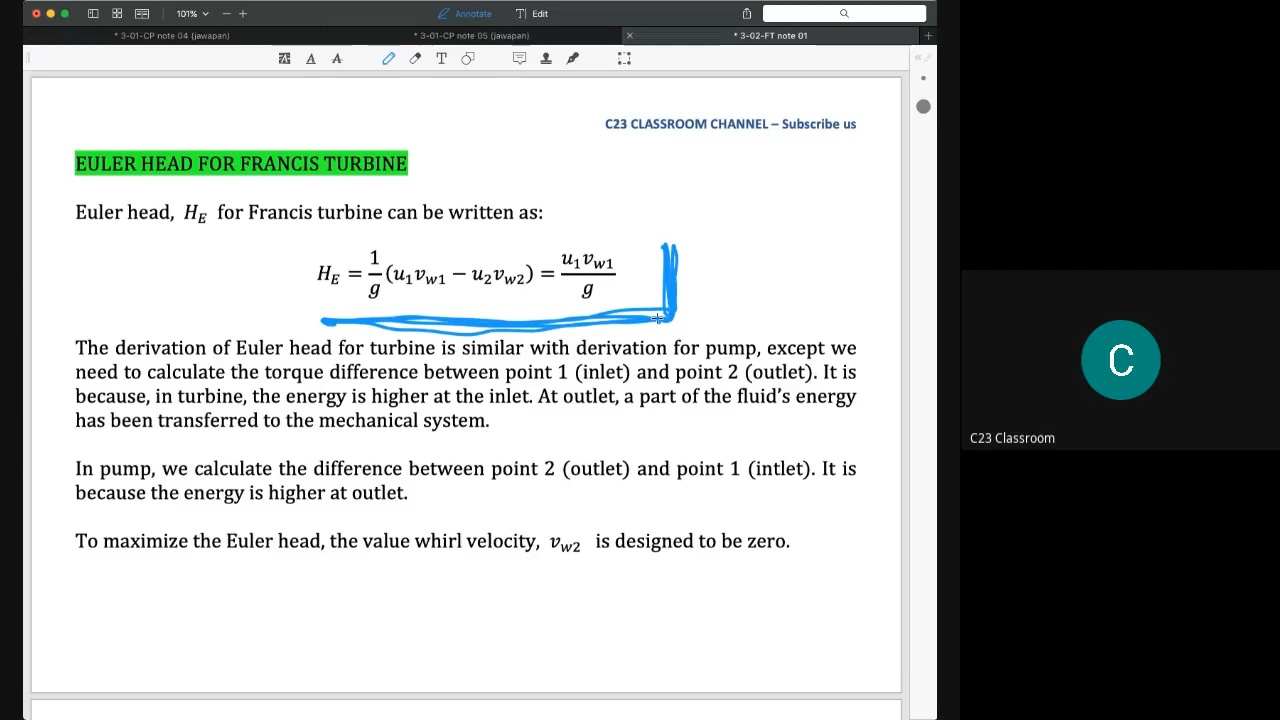 101%
Annotate
Edit
* 3-01-CP note 04 (jawapan)
* 3-01-CP note 05 (jawapan)
* 3-02-FT note 01
C23 CLASSROOM CHANNEL – Subscribe us
EULER HEAD FOR FRANCIS TURBINE
Euler head, H_E for Francis turbine can be written as:
H_E = 1/g (u_1 v_w1 − u_2 v_w2) = u_1 v_w1 / g
The derivation of Euler head for turbine is similar with derivation for pump, except we
need to calculate the torque difference between point 1 (inlet) and point 2 (outlet). It is
because, in turbine, the energy is higher at the inlet. At outlet, a part of the fluid's energy
has been transferred to the mechanical system.
In pump, we calculate the difference between point 2 (outlet) and point 1 (intlet). It is
because the energy is higher at outlet.
To maximize the Euler head, the value whirl velocity, v_w2 is designed to be zero.
C
C23 Classroom